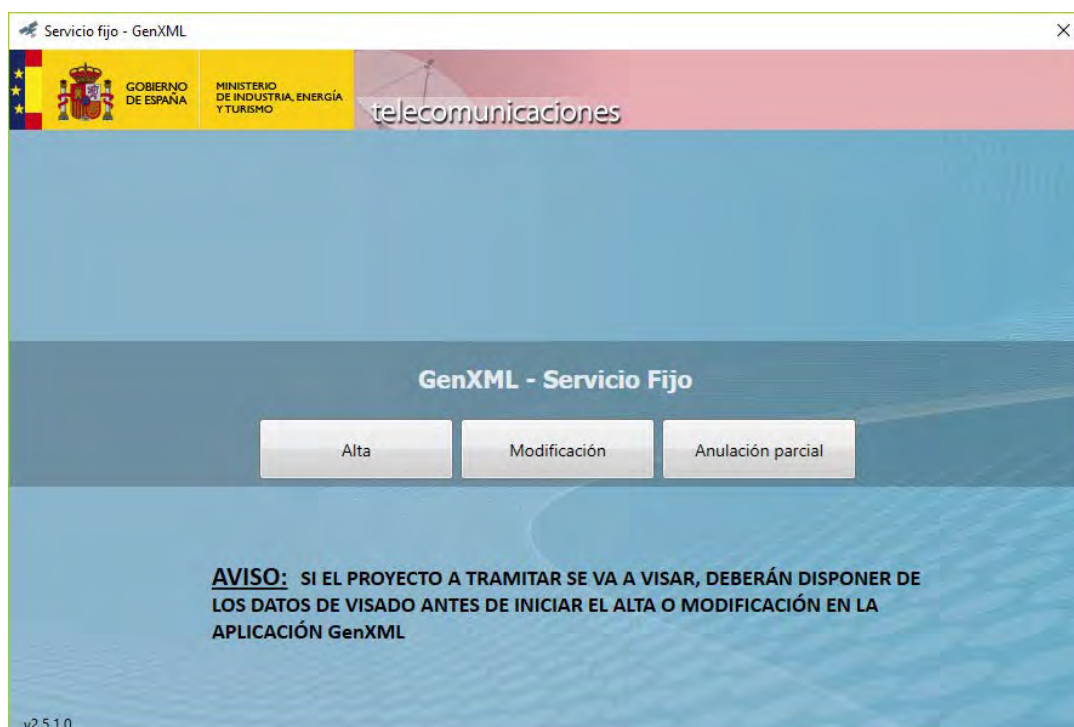 Servicio fijo - GenXML
GOBIERNO
DE ESPAÑA
MINISTERIO
DE INDUSTRIA, ENERGÍA
Y TURISMO
telecomunicaciones
GenXML - Servicio Fijo
Alta
Modificación
Anulación parcial
AVISO: SI EL PROYECTO A TRAMITAR SE VA A VISAR, DEBERÁN DISPONER DE
LOS DATOS DE VISADO ANTES DE INICIAR EL ALTA O MODIFICACIÓN EN LA
APLICACIÓN GenXML
v2.5.1.0